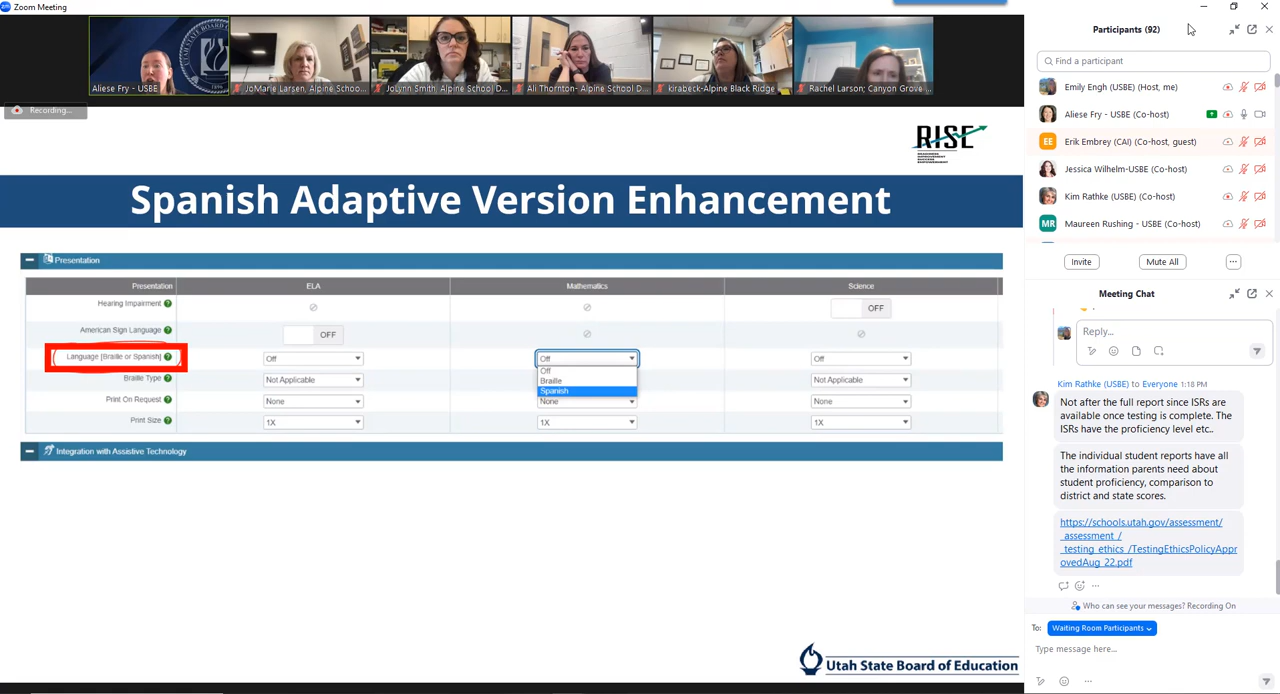 Zoom Meeting
Aliese Fry - USBE
JoMarie Larsen, Alpine Schoo...
JoLynn Smith, Alpine School D...
Ali Thornton- Alpine School D...
kirabeck-Alpine Black Ridge
Rachel Larson; Canyon Grove ...
Recording...
RISE
Spanish Adaptive Version Enhancement
Presentation
Presentation ELA Mathematics Science
Hearing Impairment OFF
American Sign Language OFF
Language [Braille or Spanish] Off Off Off
Off
Braille Type Not Applicable Braille Not Applicable
Spanish
Print On Request None None None
Print Size 1X 1X 1X
Integration with Assistive Technology
Utah State Board of Education
Participants (92)
Find a participant
Emily Engh (USBE) (Host, me)
Aliese Fry - USBE (Co-host)
EE Erik Embrey (CAI) (Co-host, guest)
Jessica Wilhelm-USBE (Co-host)
Kim Rathke (USBE) (Co-host)
MR Maureen Rushing - USBE (Co-host)
Invite Mute All ...
Meeting Chat
Reply...
Kim Rathke (USBE) to Everyone 1:18 PM
Not after the full report since ISRs are
available once testing is complete. The
ISRs have the proficiency level etc..
The individual student reports have all
the information parents need about
student proficiency, comparison to
district and state scores.
https://schools.utah.gov/assessment/
_assessment_/
_testing_ethics_/TestingEthicsPolicyAppr
ovedAug_22.pdf
Who can see your messages? Recording On
To: Waiting Room Participants
Type message here...